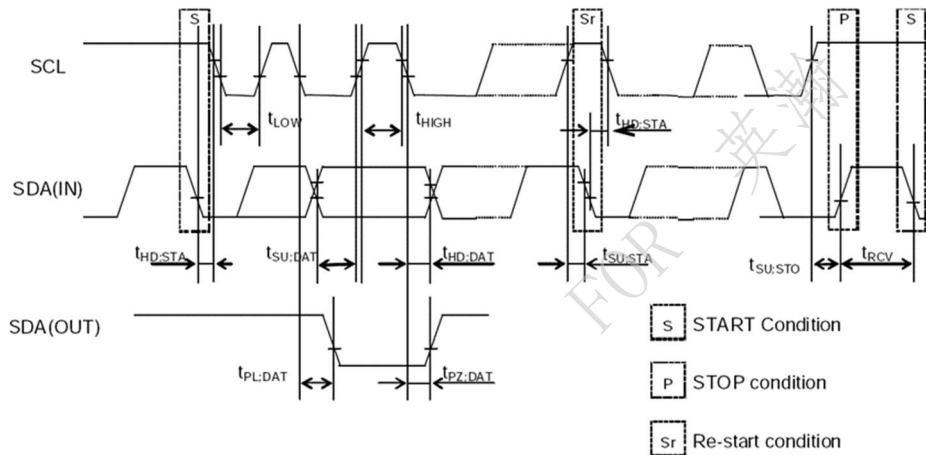 S
Sr
P
S
SCL
tLOW
tHIGH
tHD:STA
SDA(IN)
tHD:STA
tSU:DAT
tHD:DAT
tSU:STA
tSU:STO
tRCV
SDA(OUT)
tPL:DAT
tPZ:DAT
S START Condition
P STOP condition
Sr Re-start condition
FOR 英瀚